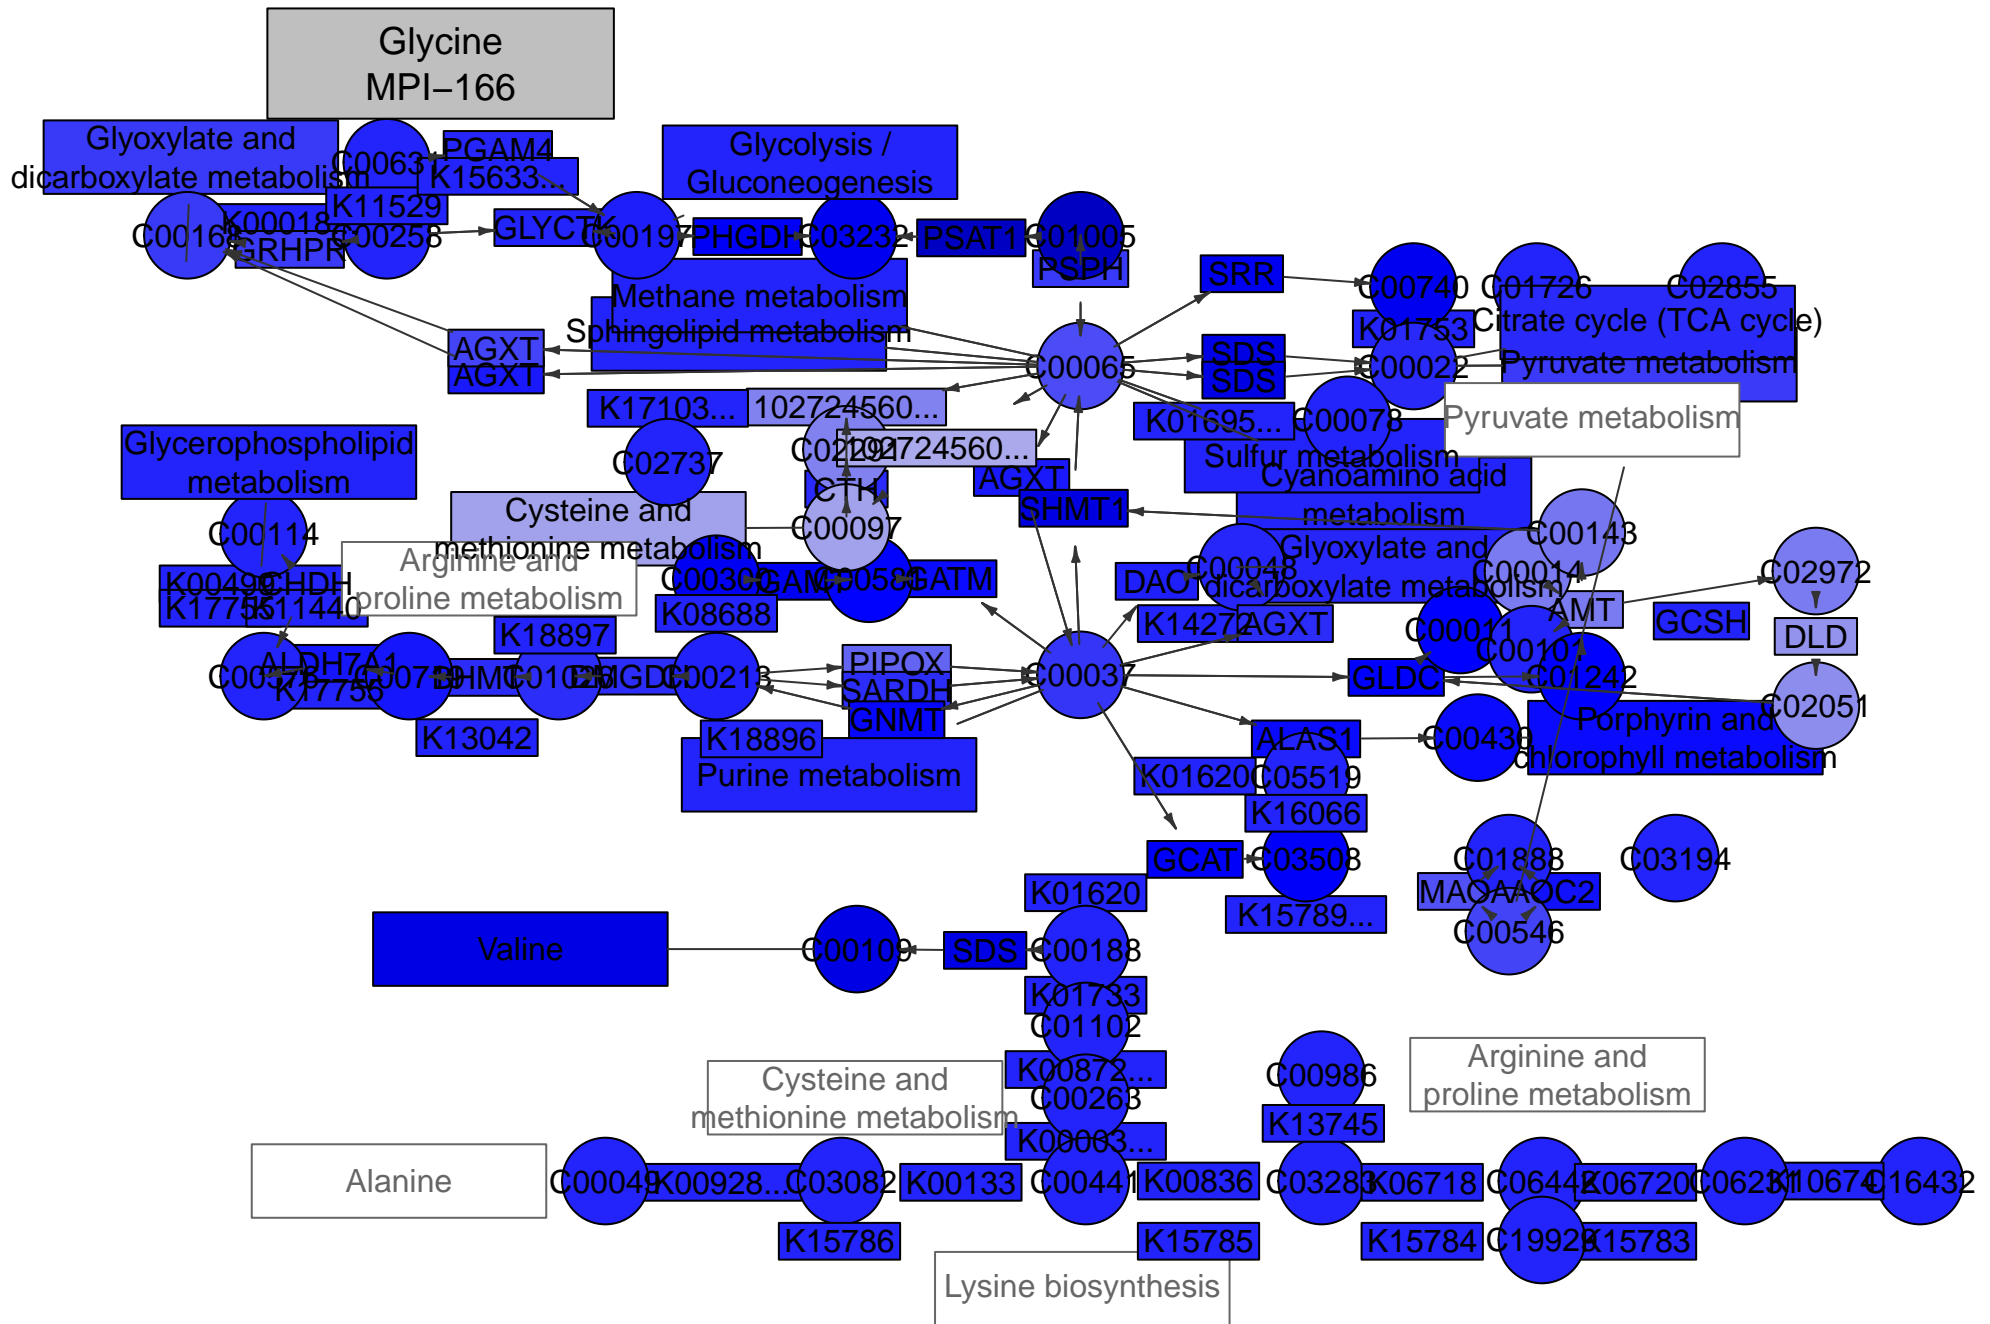 Glycine
MPI−166
Glyoxylate and
dicarboxylate metabolism
PGAM4
K15633...
K11529
Glycolysis /
Gluconeogenesis
K00018
GRHPR
C00258
C00197
PHGDH
C03232
PSAT1
C01005
PSPH
SRR
C00740
C01726
C02855
Methane metabolism
Sphingolipid metabolism
K01753
Citrate cycle (TCA cycle)
AGXT
AGXT
C00065
SDS
SDS
C00022
Pyruvate metabolism
K17103...
102724560...
K01695...
C00078
Pyruvate metabolism
Glycerophospholipid
metabolism
C02737
102724560...
Sulfur metabolism
AGXT
CTH
Cyanoamino acid
metabolism
Cysteine and
methionine metabolism
C00097
SHMT1
C00114
C00143
Arginine and
proline metabolism
Glyoxylate and
dicarboxylate metabolism
GATM
DAO
C00048
C02972
CHDH
K17755
K11440
K08688
AMT
GCSH
K18897
K14272
AGXT
C00011
DLD
ALDH7A1
K17755
C00213
PIPOX
SARDH
GNMT
C00037
GLDC
C01242
C02051
K13042
K18896
ALAS1
C00430
Porphyrin and
chlorophyll metabolism
Purine metabolism
K01620
C05519
K16066
GCAT
C03508
C01888
C03194
K01620
MAOA
AOC2
K15789...
C00546
Valine
C00109
SDS
C00188
K01733
C01102
K00872...
C00986
Arginine and
proline metabolism
Cysteine and
methionine metabolism
C00263
K13745
K00003...
Alanine
C00049
K00928...
C03082
K00133
C00441
K00836
C03283
K06718
K06720
C16432
K15786
K15785
K15784
K15783
Lysine biosynthesis